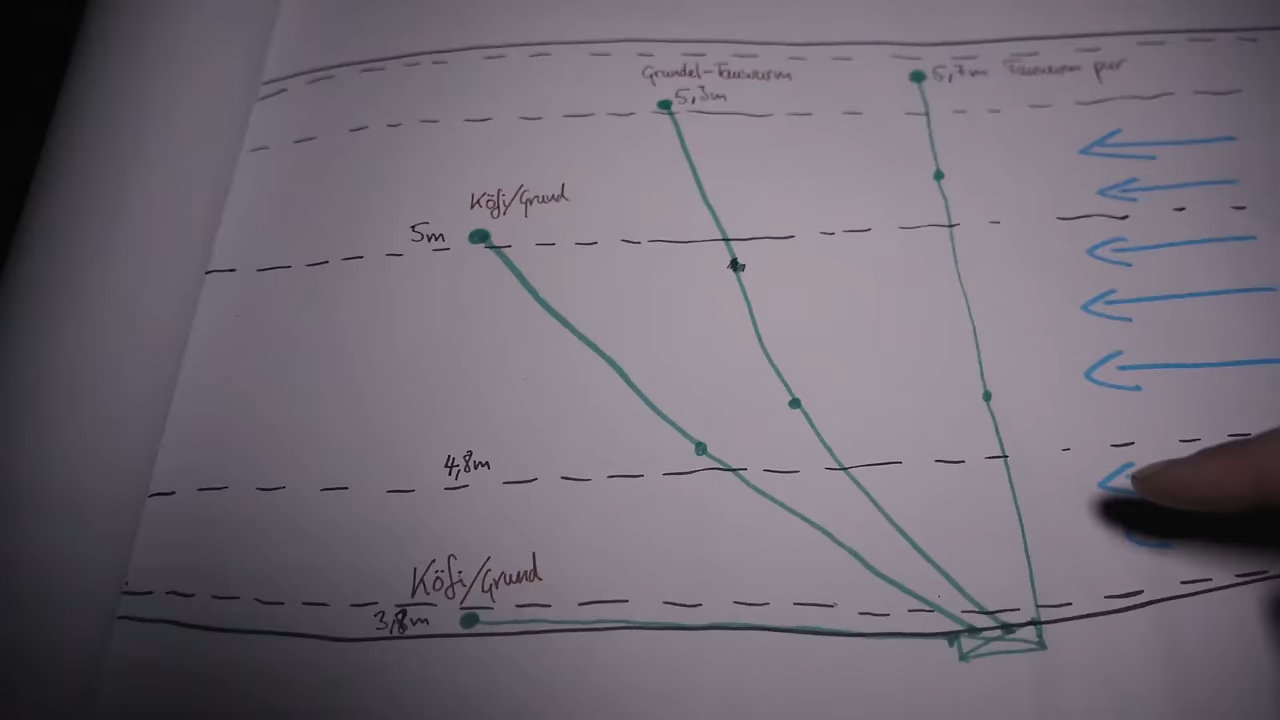 Grundel-Tauwurm
5,3m
5,7m Tauwurm pur
Köfi/Grund
5m
4,8m
Köfi/Grund
3,8m